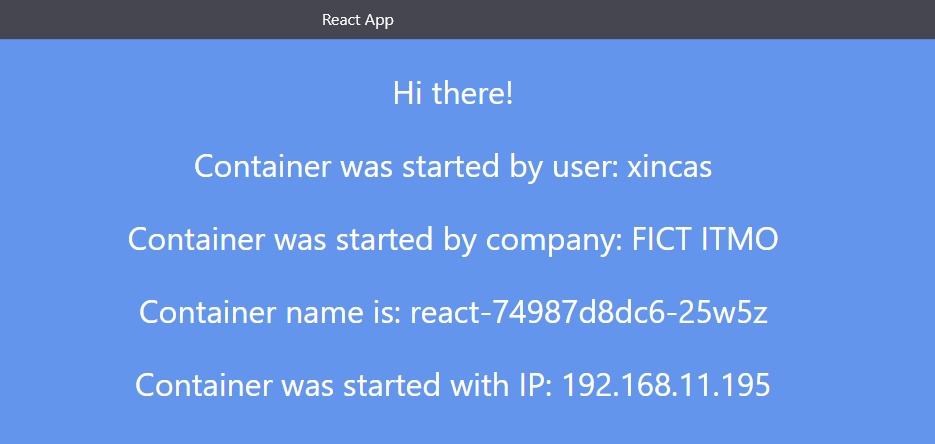 React App
Hi there!
Container was started by user: xincas
Container was started by company: FICT ITMO
Container name is: react-74987d8dc6-25w5z
Container was started with IP: 192.168.11.195